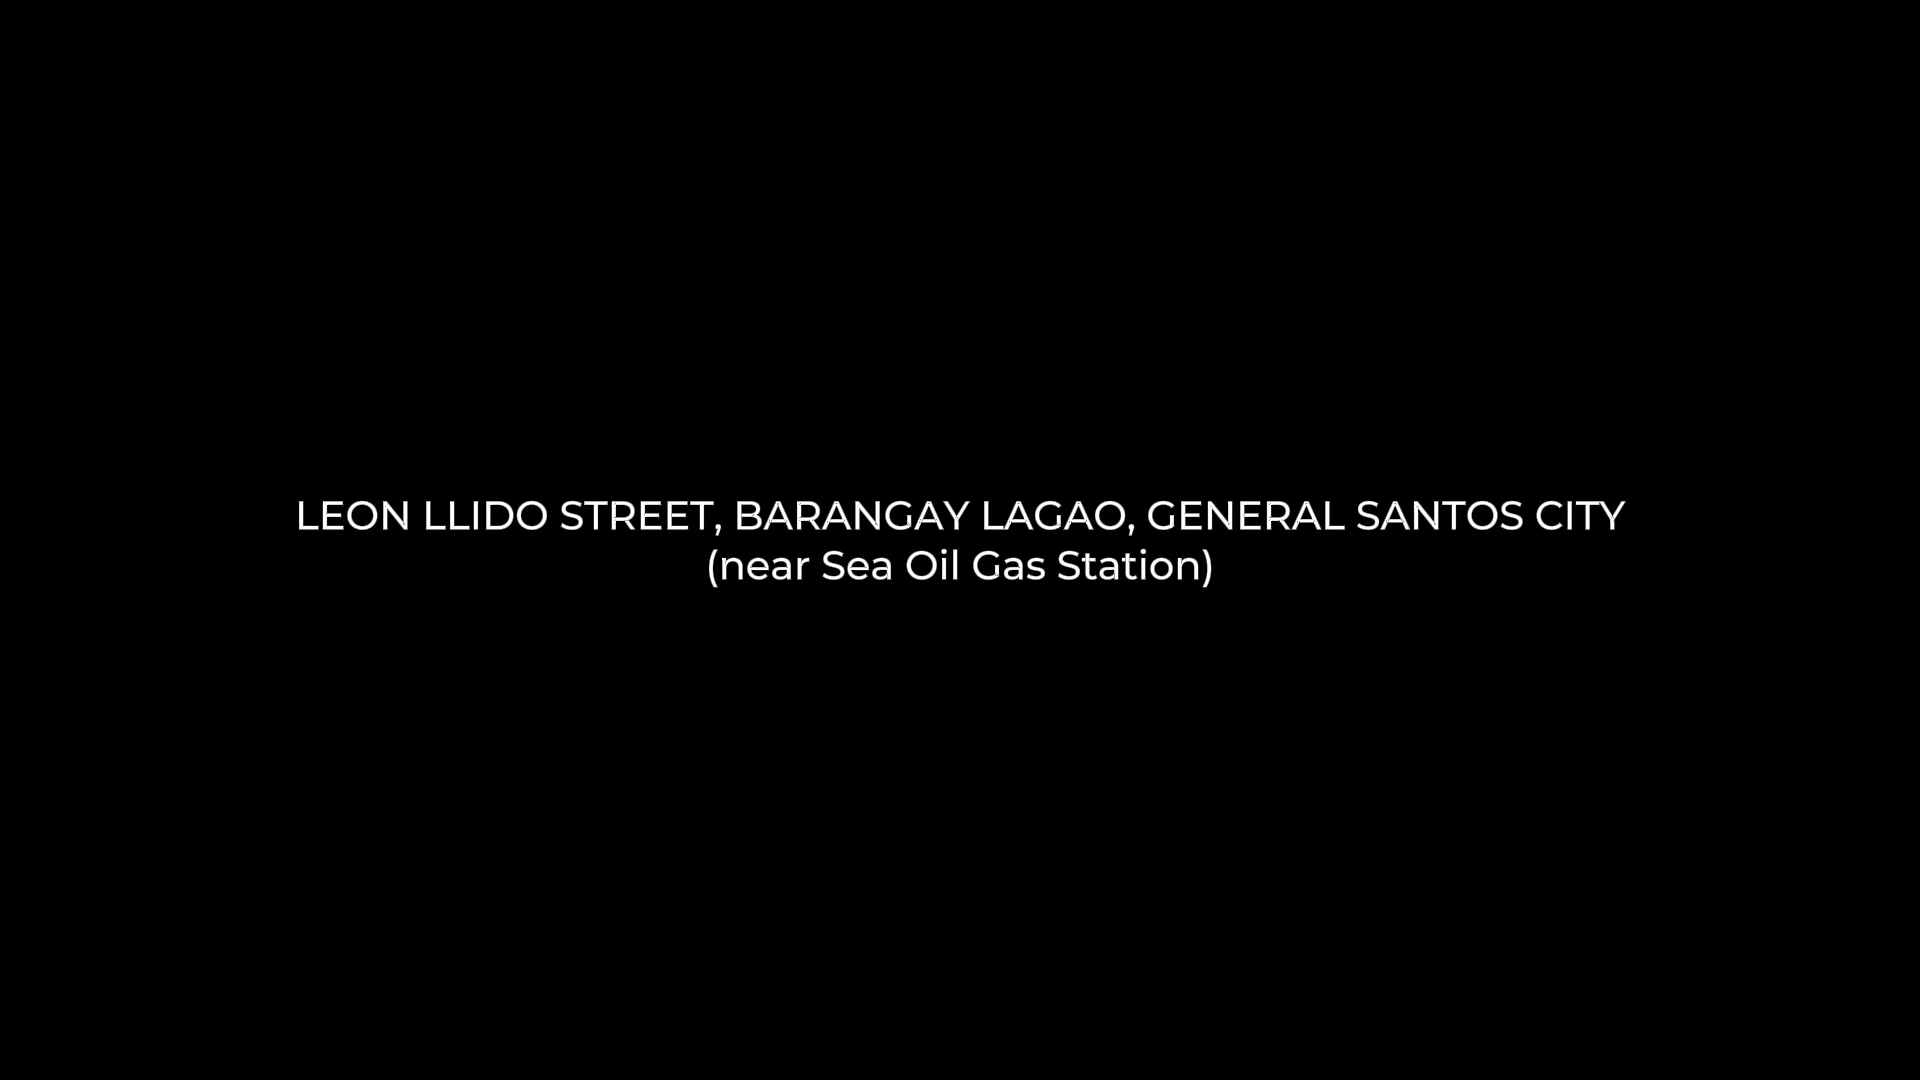 LEON LLIDO STREET, BARANGAY LAGAO, GENERAL SANTOS CITY
(near Sea Oil Gas Station)